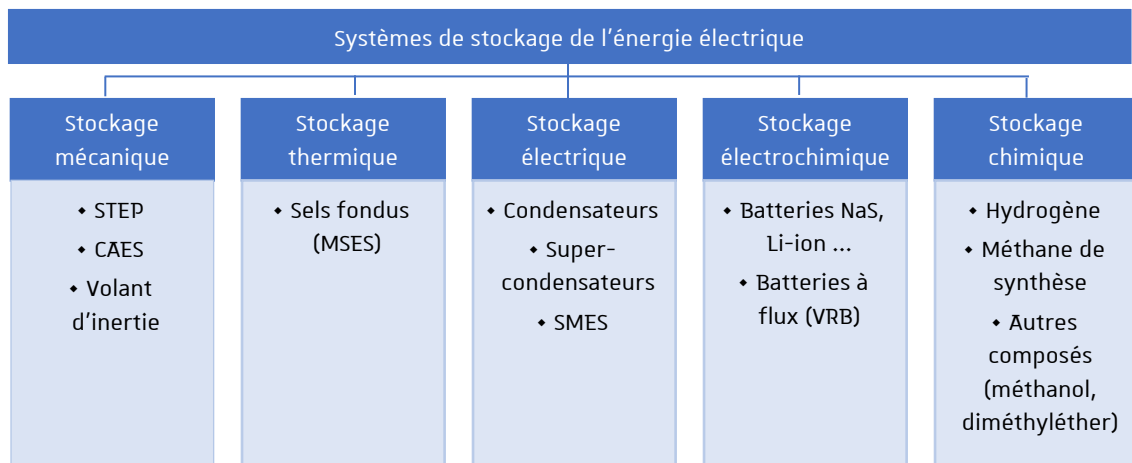 Systèmes de stockage de l'énergie électrique
Stockage
mécanique
◆ STEP
◆ CAES
◆ Volant
d'inertie
Stockage
thermique
◆ Sels fondus
(MSES)
Stockage
électrique
◆ Condensateurs
◆ Super-
condensateurs
◆ SMES
Stockage
électrochimique
◆ Batteries NaS,
Li-ion ...
◆ Batteries à
flux (VRB)
Stockage
chimique
◆ Hydrogène
◆ Méthane de
synthèse
◆ Autres
composés
(méthanol,
diméthyléther)